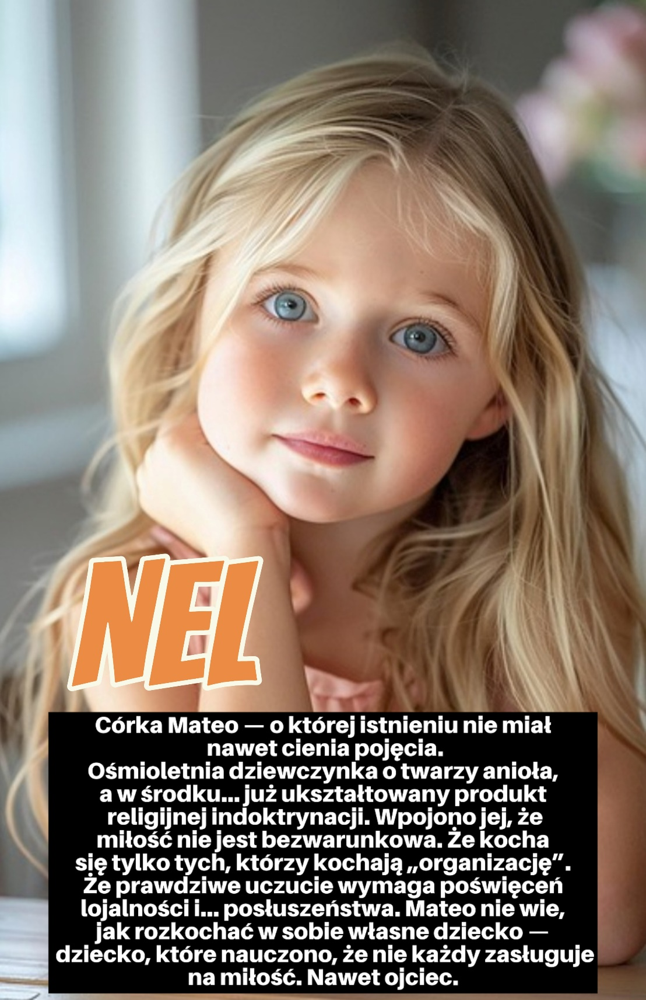 NEL
Córka Mateo — o której istnieniu nie miał
nawet cienia pojęcia.
Ośmioletnia dziewczynka o twarzy anioła,
a w środku... już ukształtowany produkt
religijnej indoktrynacji. Wpojono jej, że
miłość nie jest bezwarunkowa. Że kocha
się tylko tych, którzy kochają „organizację”.
Że prawdziwe uczucie wymaga poświęceń
lojalności i... posłuszeństwa. Mateo nie wie,
jak rozkochać w sobie własne dziecko —
dziecko, które nauczono, że nie każdy zasługuje
na miłość. Nawet ojciec.